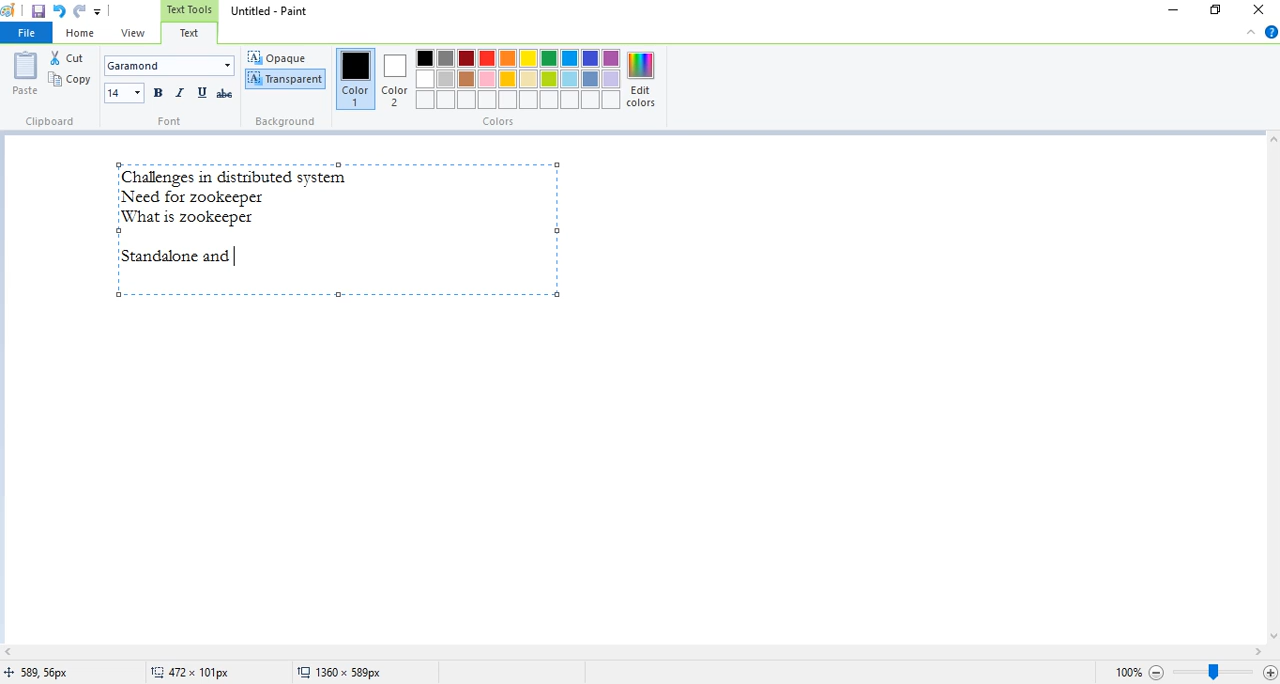 Text Tools
Untitled - Paint
File
Home
View
Text
Paste
Cut
Copy
Clipboard
Garamond
14
B I U abc
Font
Opaque
Transparent
Background
Color 1
Color 2
Edit colors
Colors
Challenges in distributed system
Need for zookeeper
What is zookeeper
Standalone and
589, 56px
472 × 101px
1360 × 589px
100%